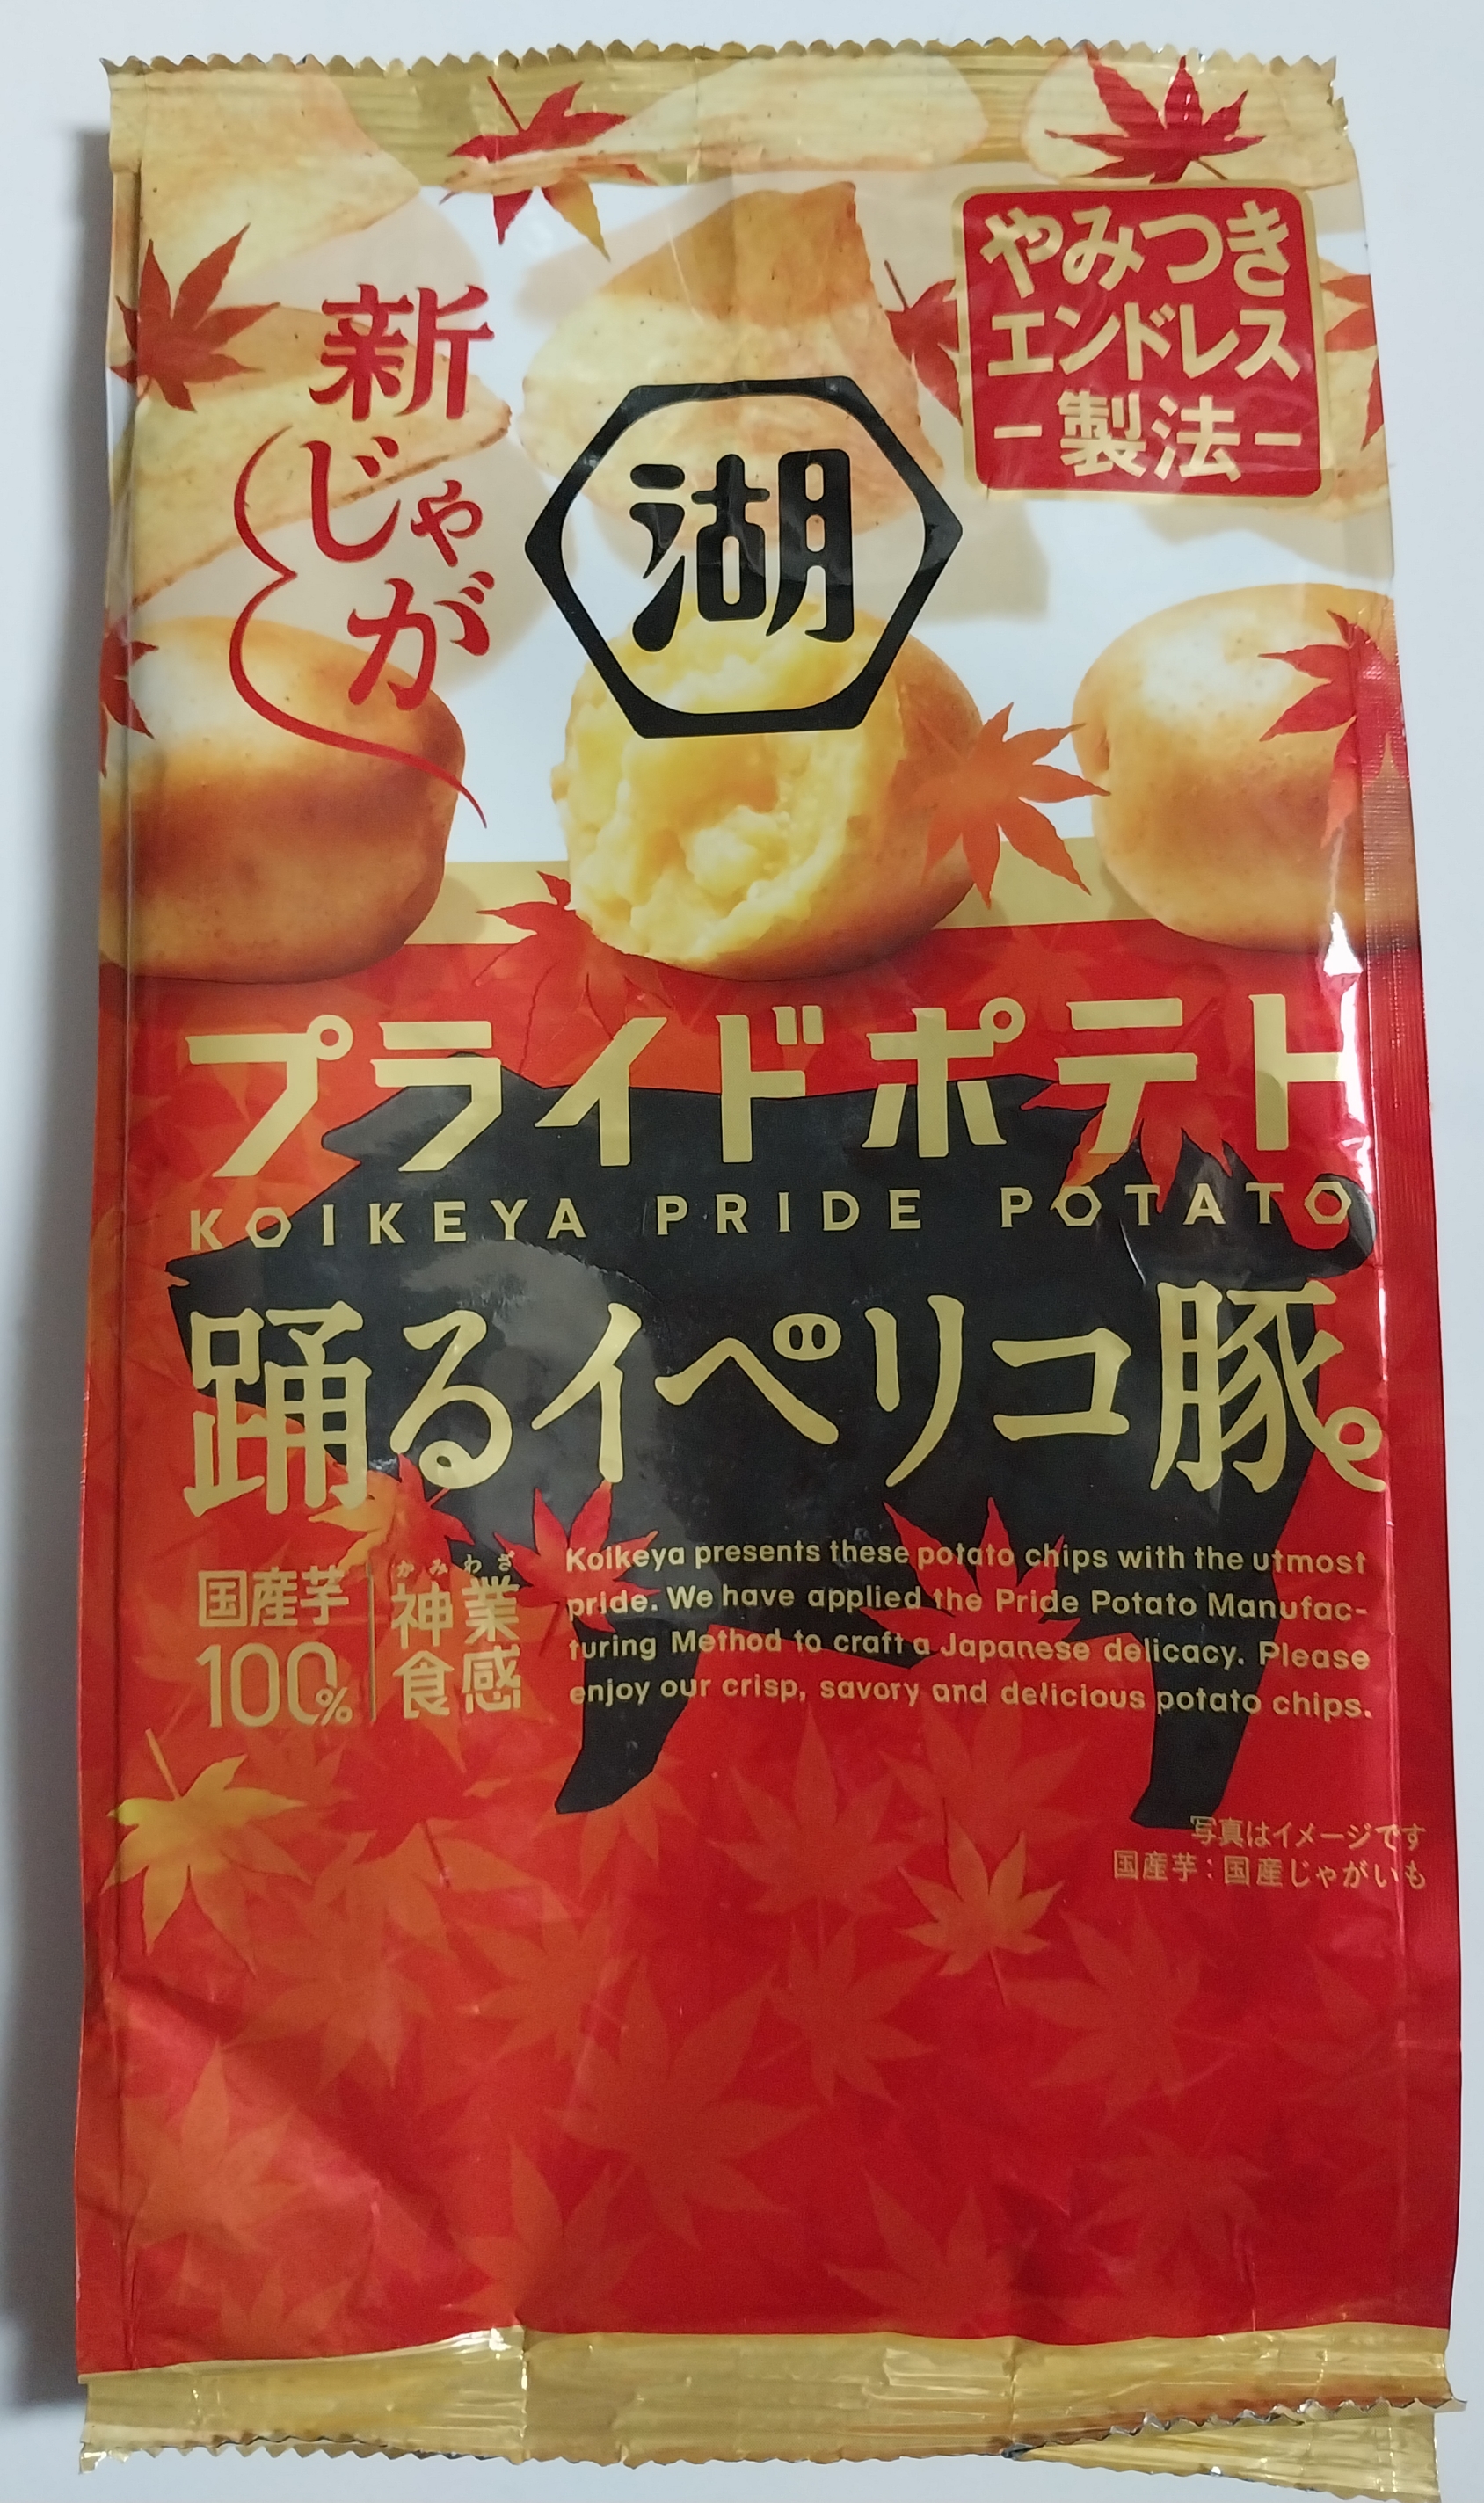 やみつき
エンドレス
－製法－
新じゃが
湖
プライドポテト
KOIKEYA PRIDE POTATO
踊るイベリコ豚
国産芋
100%
かみわざ
神業
食感
Koikeya presents these potato chips with the utmost
pride. We have applied the Pride Potato Manufac-
turing Method to craft a Japanese delicacy. Please
enjoy our crisp, savory and delicious potato chips.
写真はイメージです
国産芋：国産じゃがいも